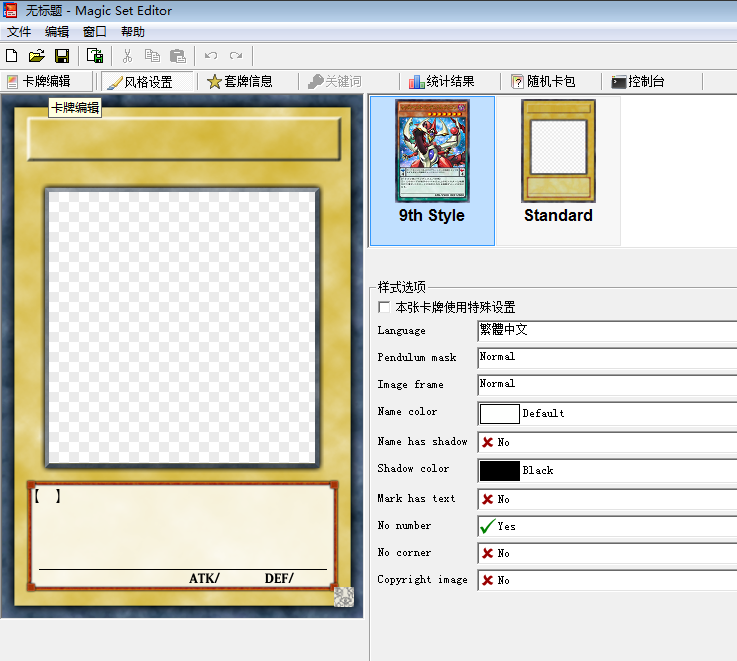 无标题 - Magic Set Editor
文件 编辑 窗口 帮助
卡牌编辑 风格设置 套牌信息 关键词 统计结果 随机卡包 控制台
卡牌编辑
9th Style Standard
样式选项
本张卡牌使用特殊设置
Language 繁體中文
Pendulum mask Normal
Image frame Normal
Name color Default
Name has shadow No
Shadow color Black
Mark has text No
No number Yes
No corner No
Copyright image No
【 】
ATK/ DEF/